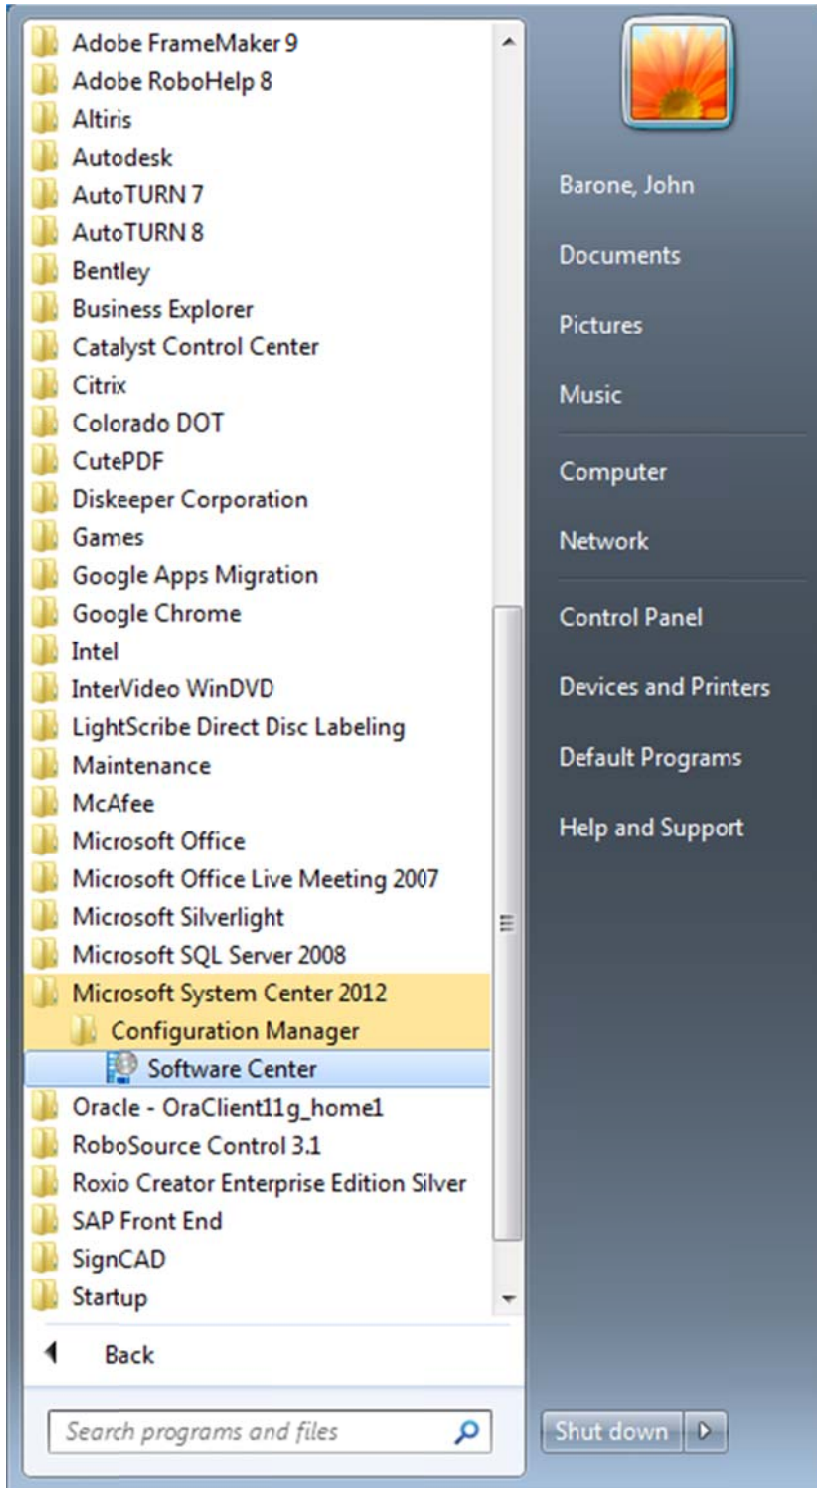 Adobe FrameMaker 9
Adobe RoboHelp 8
Altiris
Autodesk
AutoTURN 7
AutoTURN 8
Bentley
Business Explorer
Catalyst Control Center
Citrix
Colorado DOT
CutePDF
Diskeeper Corporation
Games
Google Apps Migration
Google Chrome
Intel
InterVideo WinDVD
LightScribe Direct Disc Labeling
Maintenance
McAfee
Microsoft Office
Microsoft Office Live Meeting 2007
Microsoft Silverlight
Microsoft SQL Server 2008
Microsoft System Center 2012
Configuration Manager
Software Center
Oracle - OraClient11g_home1
RoboSource Control 3.1
Roxio Creator Enterprise Edition Silver
SAP Front End
SignCAD
Startup
Back
Search programs and files
Barone, John
Documents
Pictures
Music
Computer
Network
Control Panel
Devices and Printers
Default Programs
Help and Support
Shut down